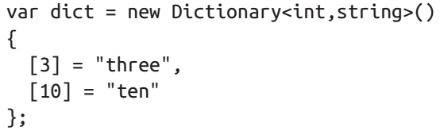 var dict = new Dictionary<int,string>()
{
  [3] = "three",
  [10] = "ten"
};